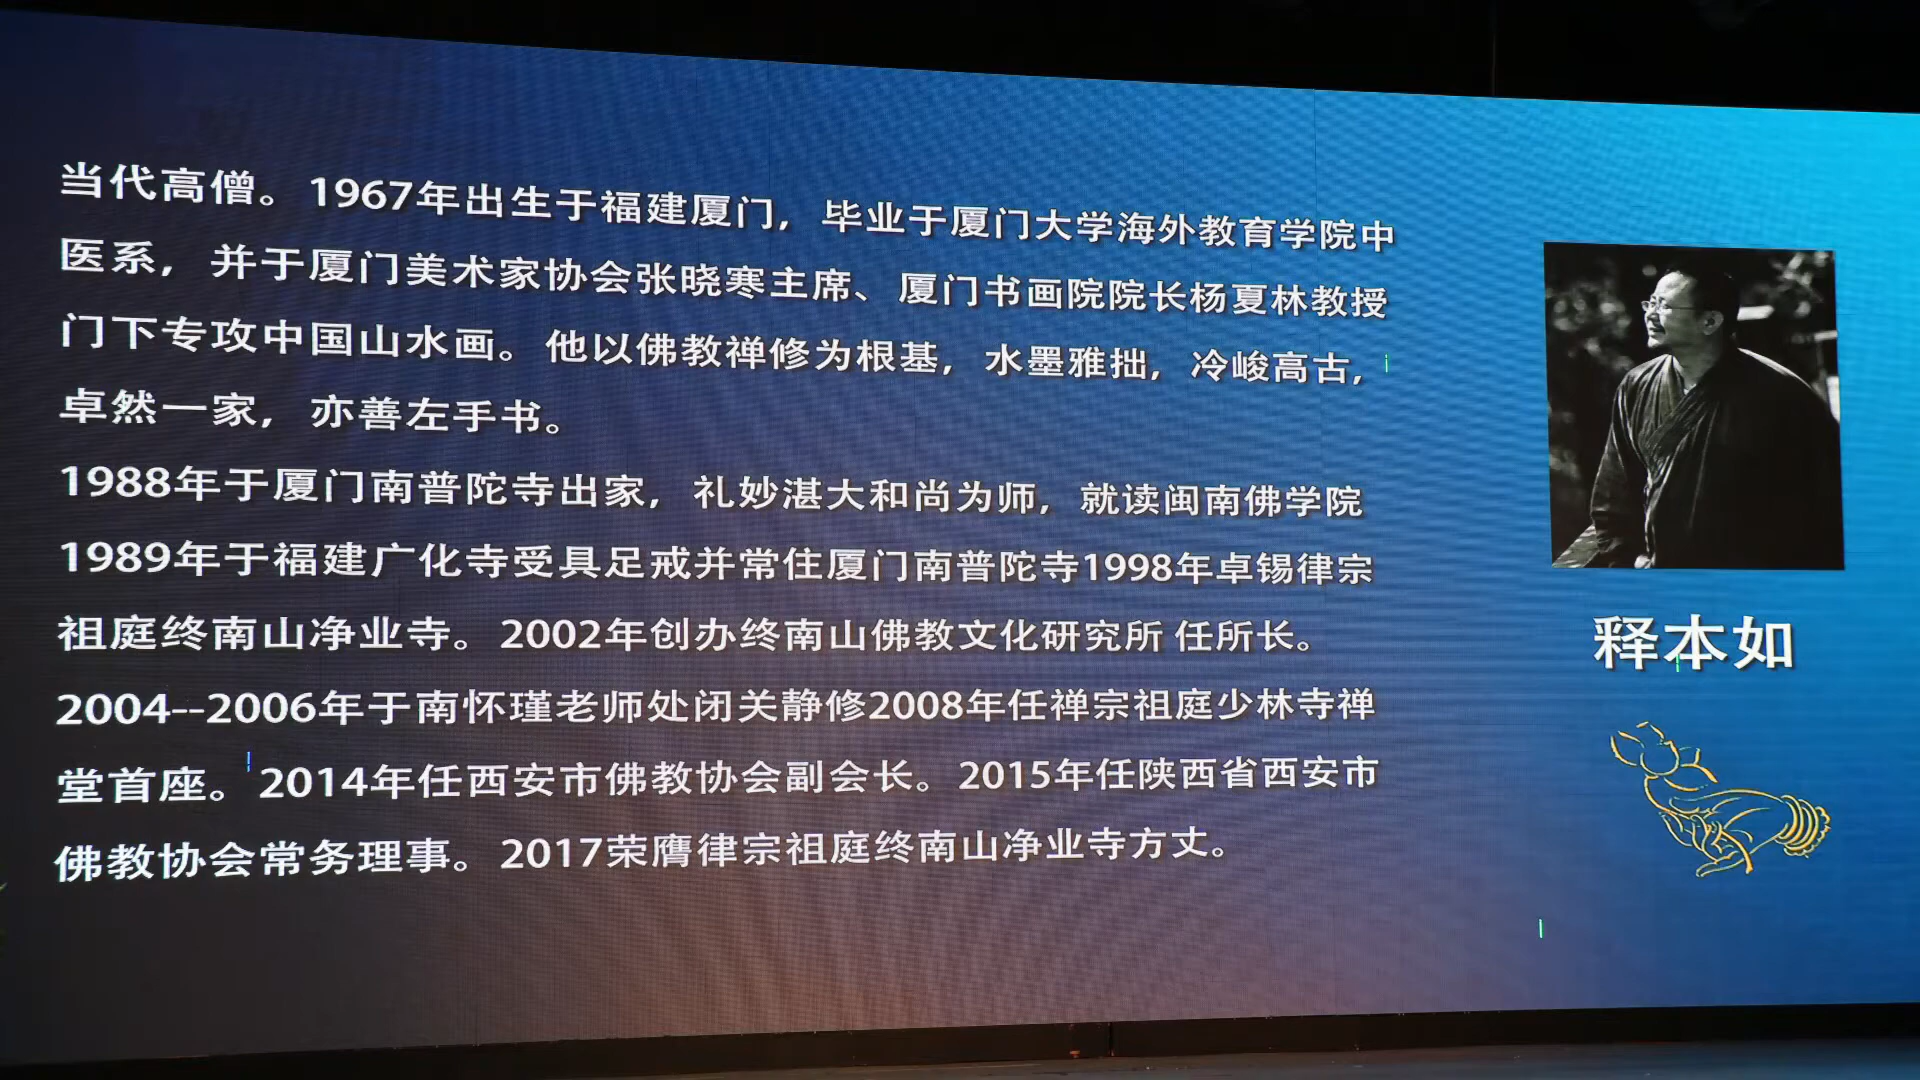 当代高僧。1967年出生于福建厦门，毕业于厦门大学海外教育学院中
医系，并于厦门美术家协会张晓寒主席、厦门书画院院长杨夏林教授
门下专攻中国山水画。他以佛教禅修为根基，水墨雅拙，冷峻高古，
卓然一家，亦善左手书。
1988年于厦门南普陀寺出家，礼妙湛大和尚为师，就读闽南佛学院
1989年于福建广化寺受具足戒并常住厦门南普陀寺1998年卓锡律宗
祖庭终南山净业寺。2002年创办终南山佛教文化研究所 任所长。
2004--2006年于南怀瑾老师处闭关静修2008年任禅宗祖庭少林寺禅
堂首座。2014年任西安市佛教协会副会长。2015年任陕西省西安市
佛教协会常务理事。2017荣膺律宗祖庭终南山净业寺方丈。
释本如